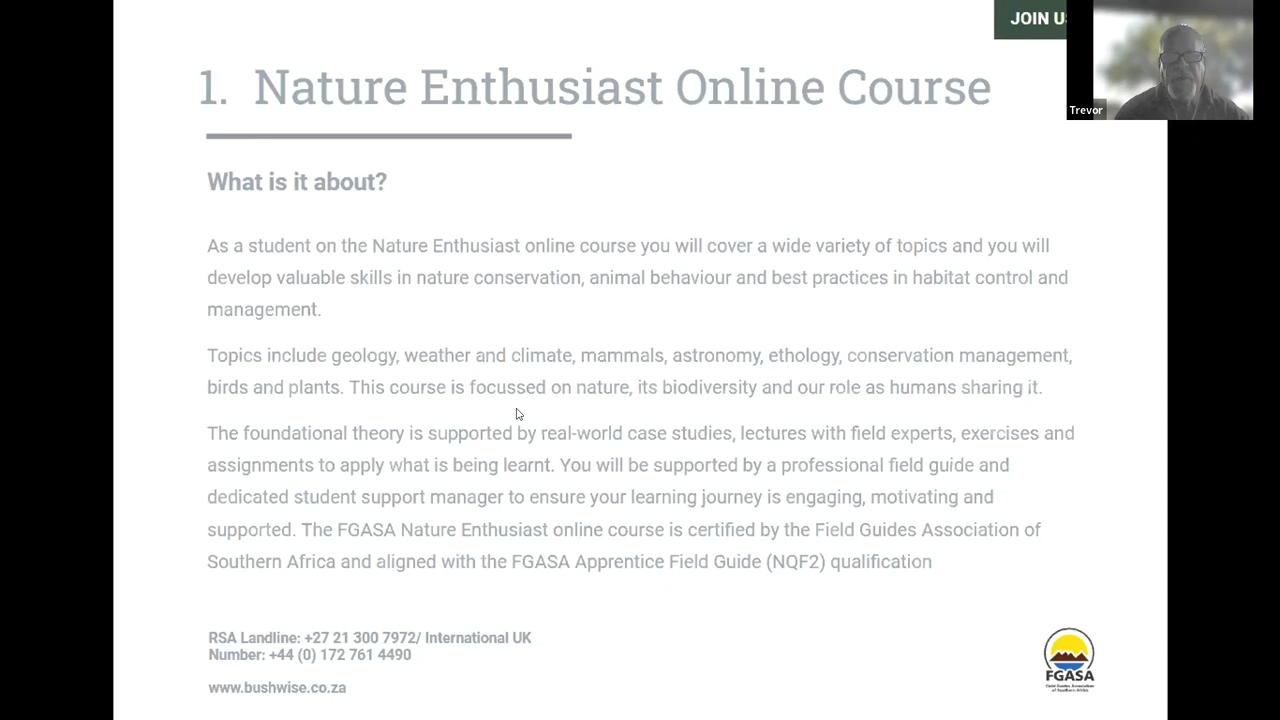 JOIN U
Trevor
1. Nature Enthusiast Online Course
What is it about?
As a student on the Nature Enthusiast online course you will cover a wide variety of topics and you will
develop valuable skills in nature conservation, animal behaviour and best practices in habitat control and
management.
Topics include geology, weather and climate, mammals, astronomy, ethology, conservation management,
birds and plants. This course is focussed on nature, its biodiversity and our role as humans sharing it.
The foundational theory is supported by real-world case studies, lectures with field experts, exercises and
assignments to apply what is being learnt. You will be supported by a professional field guide and
dedicated student support manager to ensure your learning journey is engaging, motivating and
supported. The FGASA Nature Enthusiast online course is certified by the Field Guides Association of
Southern Africa and aligned with the FGASA Apprentice Field Guide (NQF2) qualification
RSA Landline: +27 21 300 7972/ International UK
Number: +44 (0) 172 761 4490
www.bushwise.co.za
FGASA
Field Guides Association
of Southern Africa